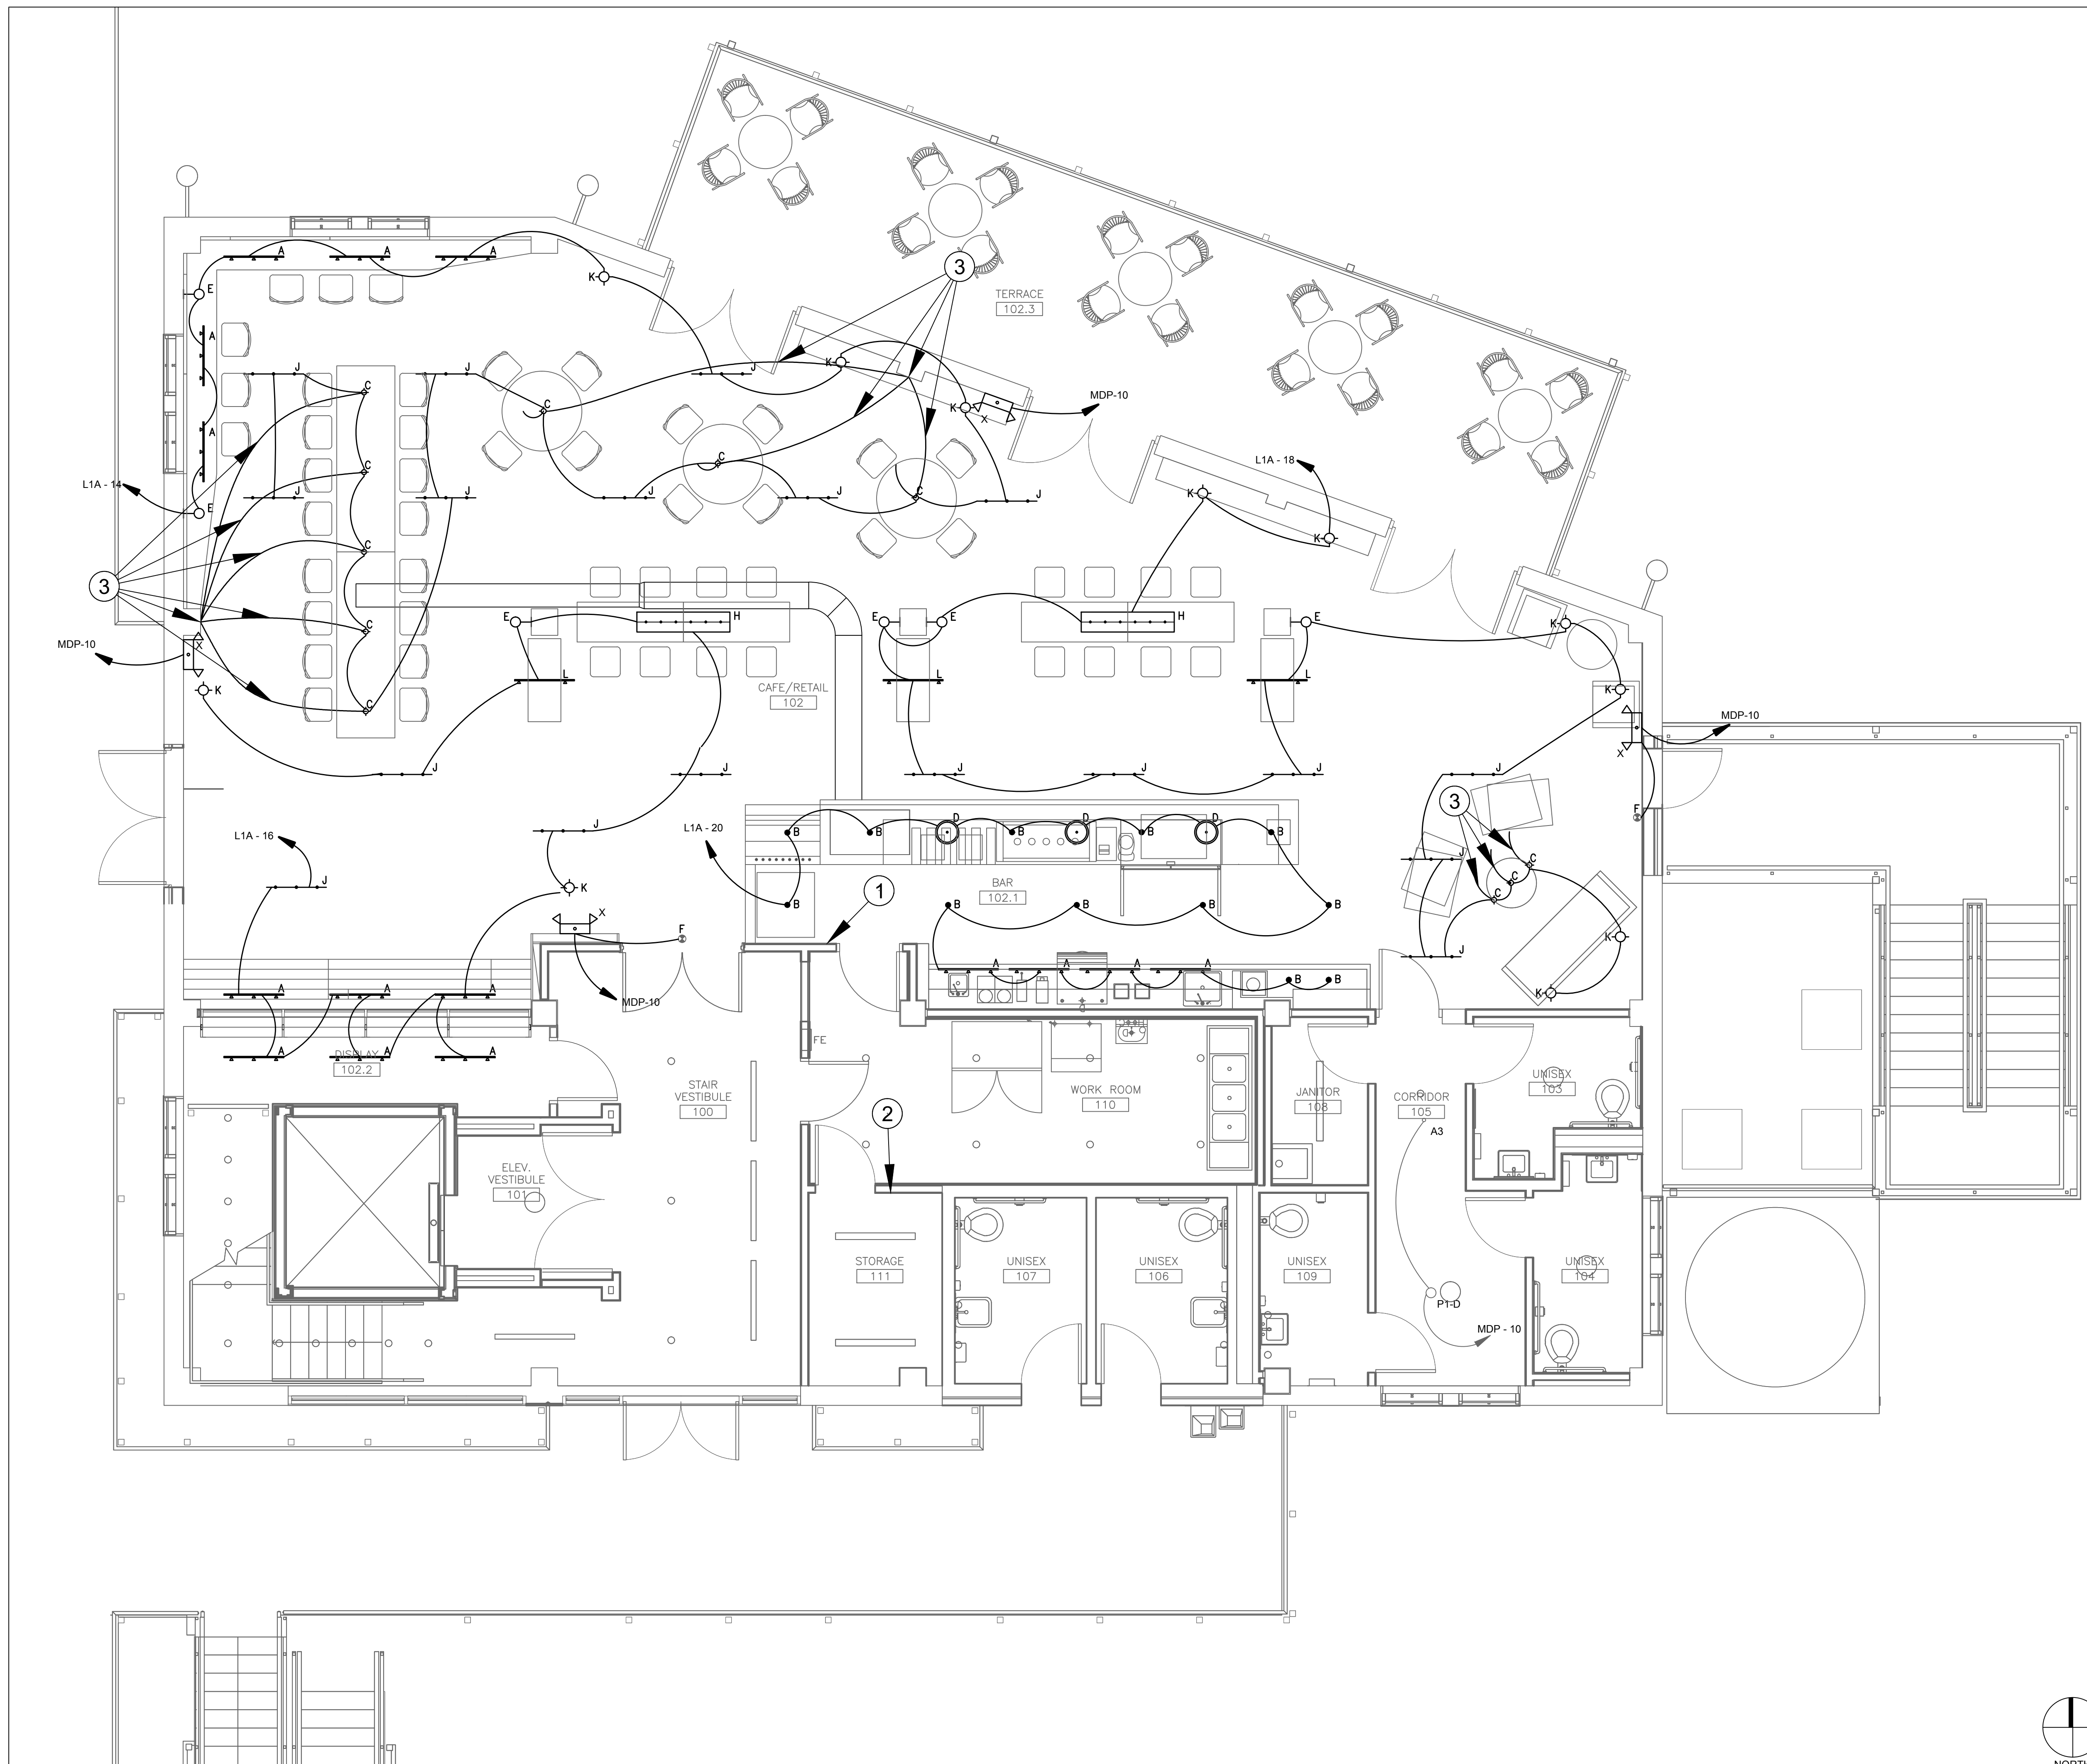 3
TERRACE
102.3
A A A
K
E
A
K
MDP-10
J C J J
C
K X
A
L1A - 14
E
L1A - 18
K
C
J J J J J
C
K
C
3
E H E E H E K
C
MDP-10
X
K
L L L
CAFE/RETAIL
102
K
MDP-10
C
X
J J J J J J
3
F
L1A - 16
L1A - 20
J
B B D B D B D B
J
C
C
C
J
K
1
BAR
102.1
B B B B B
X
F
K
J
A A A A
B B
K
A A A
MDP-10
FE
A A A
DISPLAY
102.2
STAIR
VESTIBULE
100
WORK ROOM
110
JANITOR
108
CORRIDOR
105
UNISEX
103
2
A3
ELEV.
VESTIBULE
101
STORAGE
111
UNISEX
107
UNISEX
106
UNISEX
109
UNISEX
104
P1-D
MDP - 10